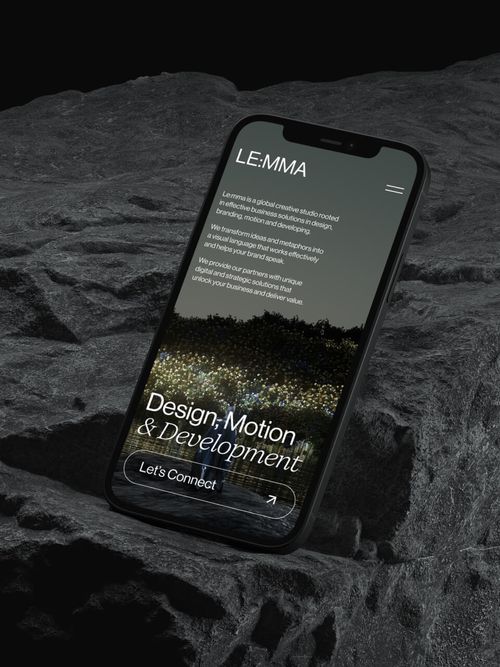 LE:MMA
Le:mma is a global creative studio rooted
in effective business solutions in design,
branding, motion and developing.
We transform ideas and metaphors into
a visual language that works effectively
and helps your brand speak.
We provide our partners with unique
digital and strategic solutions that
unlock your business and deliver value.
Design, Motion
& Development
Let's Connect